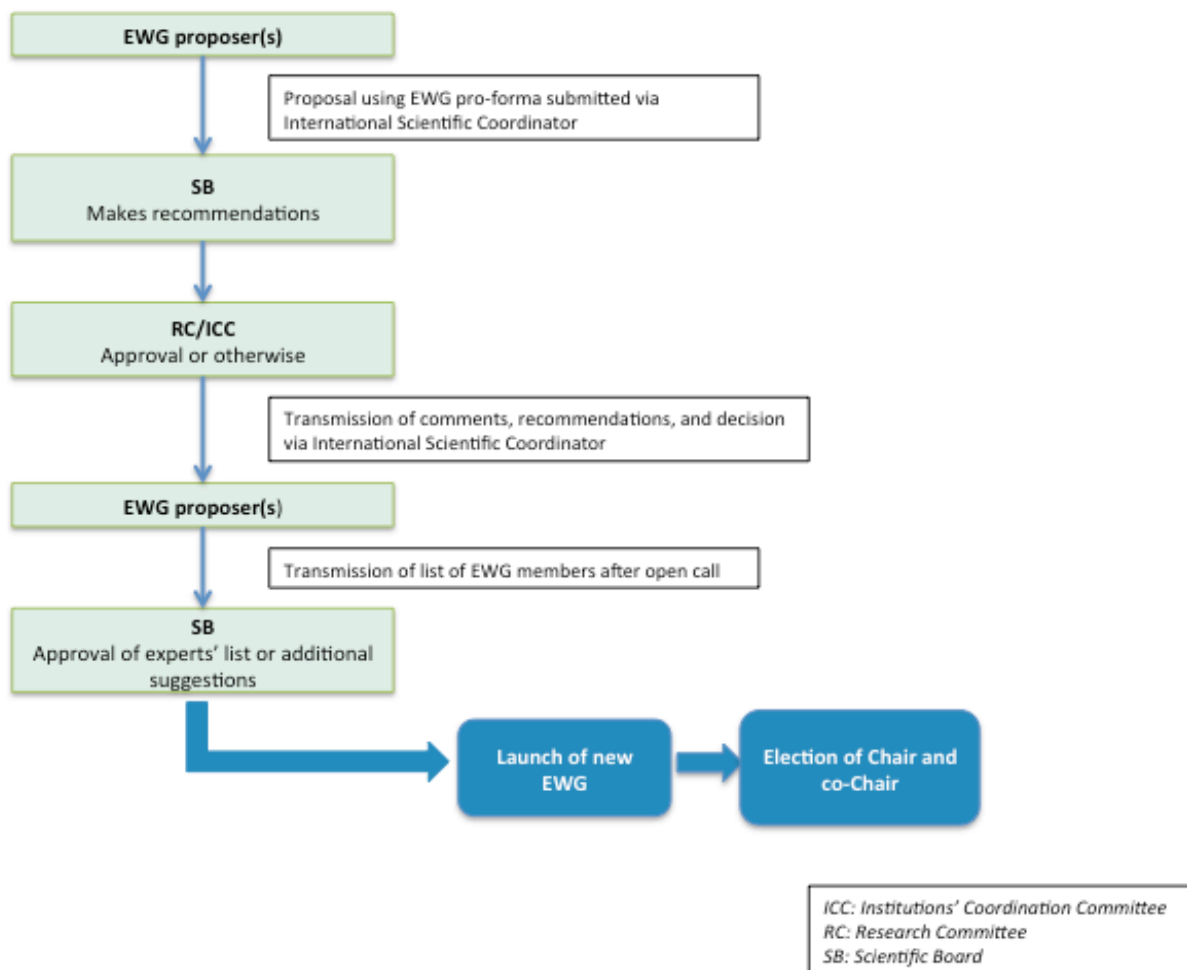 EWG proposer(s)
Proposal using EWG pro-forma submitted via
International Scientific Coordinator
SB
Makes recommendations
RC/ICC
Approval or otherwise
Transmission of comments, recommendations, and decision
via International Scientific Coordinator
EWG proposer(s)
Transmission of list of EWG members after open call
SB
Approval of experts’ list or additional
suggestions
Launch of new
EWG
Election of Chair and
co-Chair
ICC: Institutions’ Coordination Committee
RC: Research Committee
SB: Scientific Board